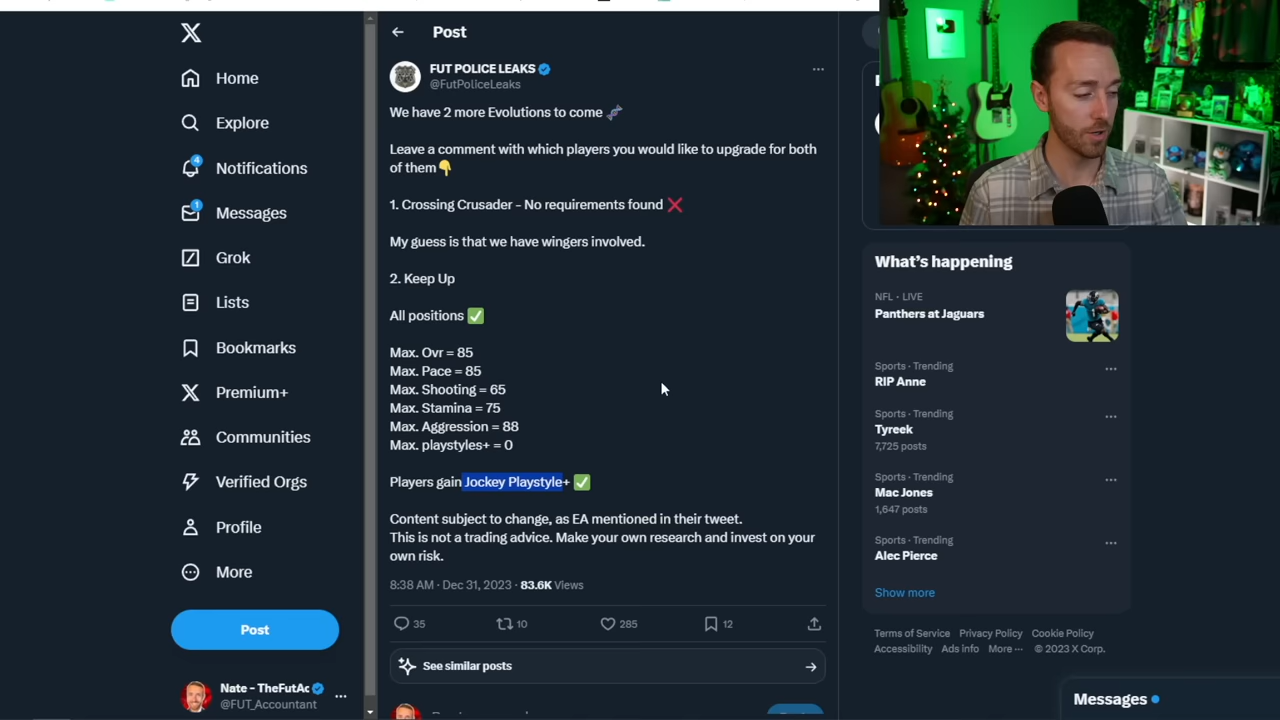 Home
Explore
4
Notifications
1
Messages
Grok
Lists
Bookmarks
Premium+
Communities
Verified Orgs
Profile
More
Post
Nate - TheFutAc
@FUT_Accountant
Post
FUT POLICE LEAKS
@FutPoliceLeaks
We have 2 more Evolutions to come
Leave a comment with which players you would like to upgrade for both
of them
1. Crossing Crusader - No requirements found
My guess is that we have wingers involved.
2. Keep Up
All positions
Max. Ovr = 85
Max. Pace = 85
Max. Shooting = 65
Max. Stamina = 75
Max. Aggression = 88
Max. playstyles+ = 0
Players gain Jockey Playstyle+
Content subject to change, as EA mentioned in their tweet.
This is not a trading advice. Make your own research and invest on your
own risk.
8:38 AM · Dec 31, 2023 · 83.6K Views
35
10
285
12
See similar posts
What's happening
NFL · LIVE
Panthers at Jaguars
Sports · Trending
RIP Anne
Sports · Trending
Tyreek
7,725 posts
Sports · Trending
Mac Jones
1,647 posts
Sports · Trending
Alec Pierce
Show more
Terms of Service Privacy Policy Cookie Policy
Accessibility Ads info More ··· © 2023 X Corp.
Messages